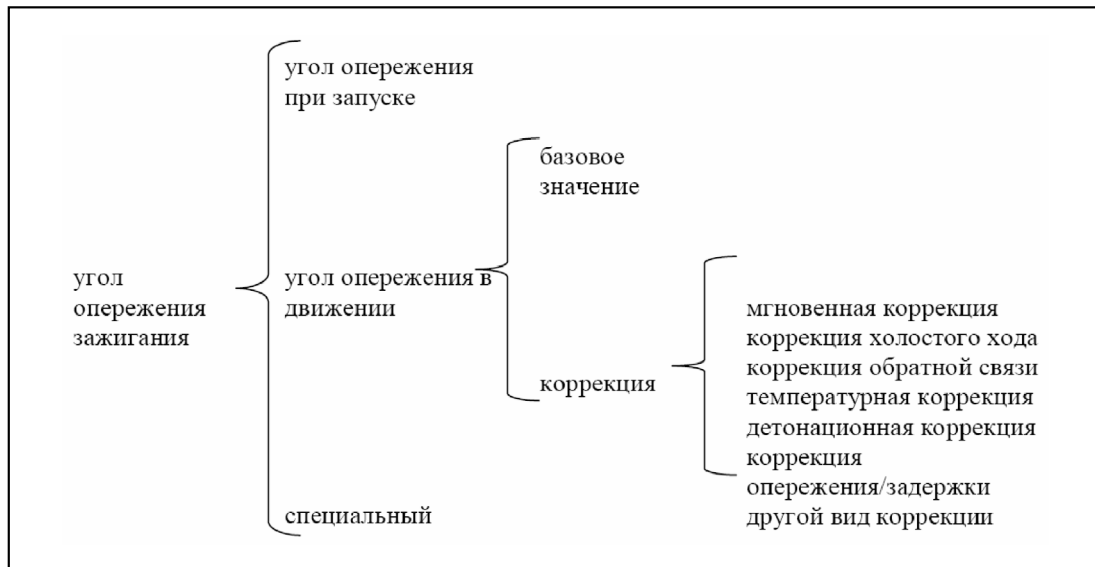 угол опережения
при запуске
базовое
значение
угол
опережения
зажигания
угол опережения в
движении
коррекция
мгновенная коррекция
коррекция холостого хода
коррекция обратной связи
температурная коррекция
детонационная коррекция
коррекция
опережения/задержки
другой вид коррекции
специальный